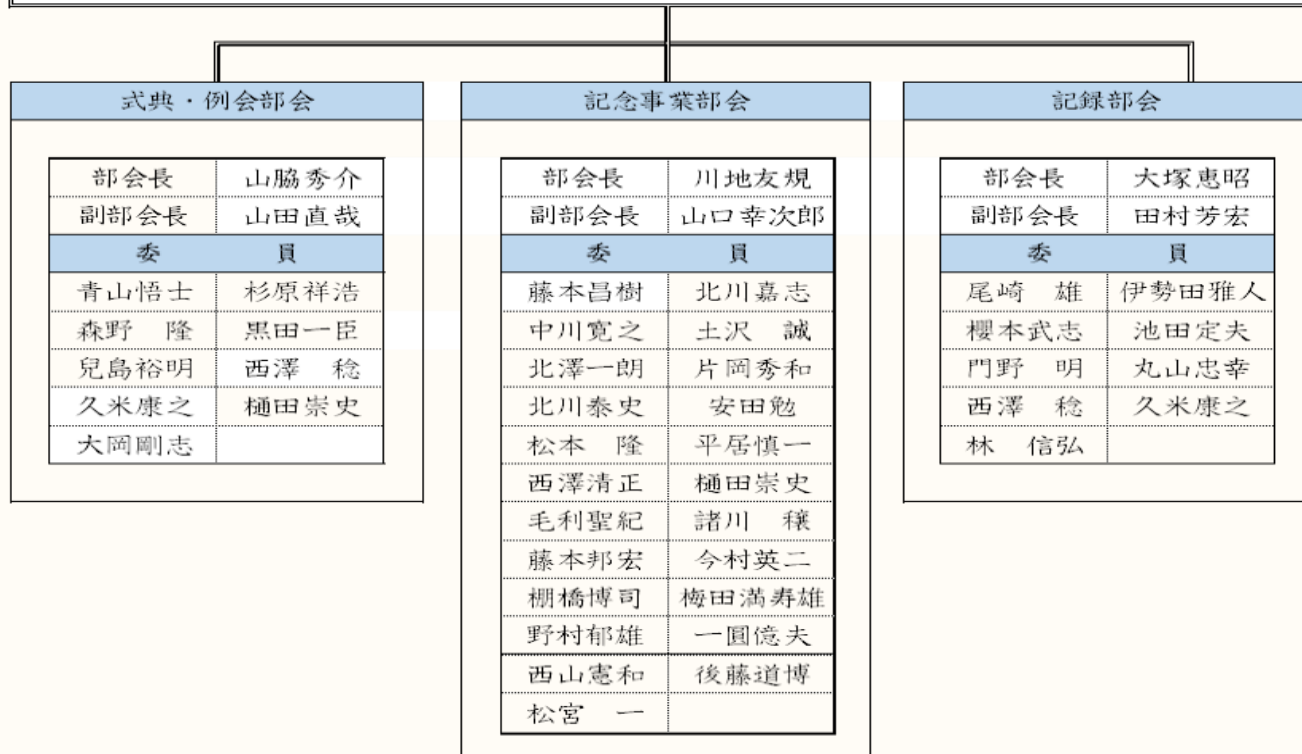 式典・例会部会
部会長 山脇秀介
副部会長 山田直哉
委 員
青山悟士 杉原祥浩
森野 隆 黒田一臣
兒島裕明 西澤 稔
久米康之 樋田崇史
大岡剛志
記念事業部会
部会長 川地友規
副部会長 山口幸次郎
委 員
藤本昌樹 北川嘉志
中川寛之 土沢 誠
北澤一朗 片岡秀和
北川泰史 安田勉
松本 隆 平居慎一
西澤清正 樋田崇史
毛利聖紀 諸川 穣
藤本邦宏 今村英二
棚橋博司 梅田満寿雄
野村郁雄 一圓億夫
西山憲和 後藤道博
松宮 一
記録部会
部会長 大塚恵昭
副部会長 田村芳宏
委 員
尾崎 雄 伊勢田雅人
櫻本武志 池田定夫
門野 明 丸山忠幸
西澤 稔 久米康之
林 信弘